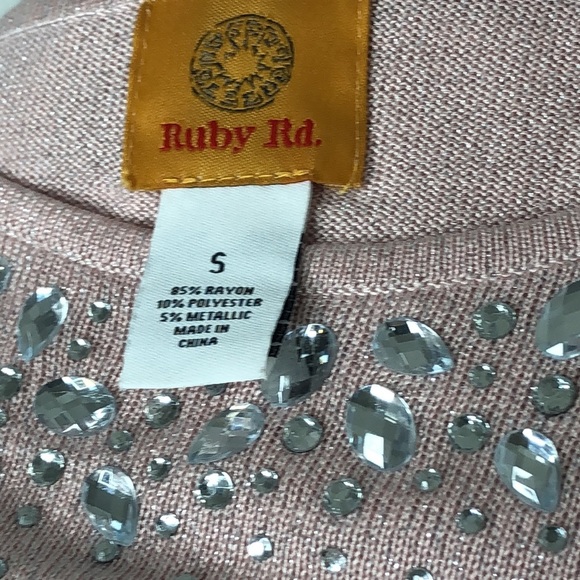 Ruby Rd.
S
85% RAYON
10% POLYESTER
5% METALLIC
MADE IN
CHINA